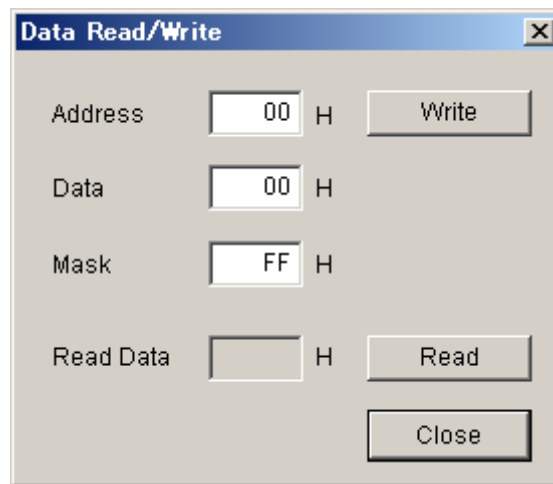 Data Read/Write
Address 00 H Write
Data 00 H
Mask FF H
Read Data H Read
Close